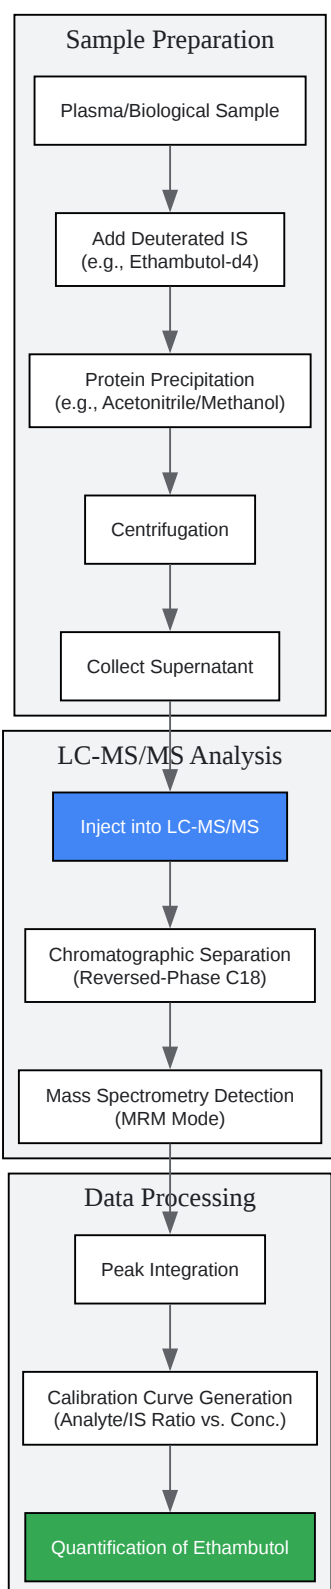 Sample Preparation
Plasma/Biological Sample
Add Deuterated IS
(e.g., Ethambutol-d4)
Protein Precipitation
(e.g., Acetonitrile/Methanol)
Centrifugation
Collect Supernatant
LC-MS/MS Analysis
Inject into LC-MS/MS
Chromatographic Separation
(Reversed-Phase C18)
Mass Spectrometry Detection
(MRM Mode)
Data Processing
Peak Integration
Calibration Curve Generation
(Analyte/IS Ratio vs. Conc.)
Quantification of Ethambutol